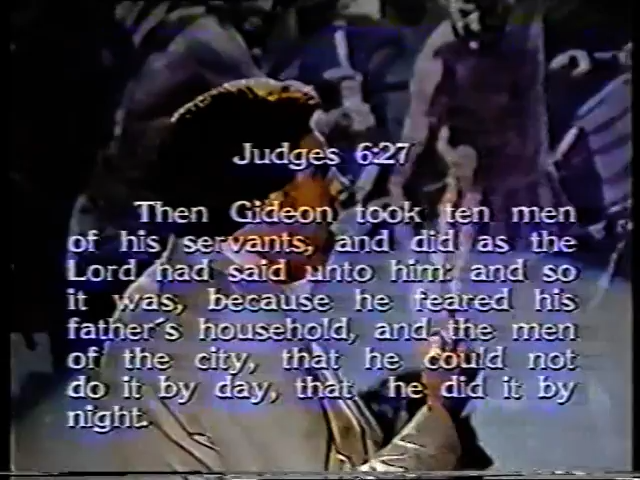 Judges 6:27
Then Gideon took ten men
of his servants, and did as the
Lord had said unto him: and so
it was, because he feared his
father's household, and the men
of the city, that he could not
do it by day, that he did it by
night.